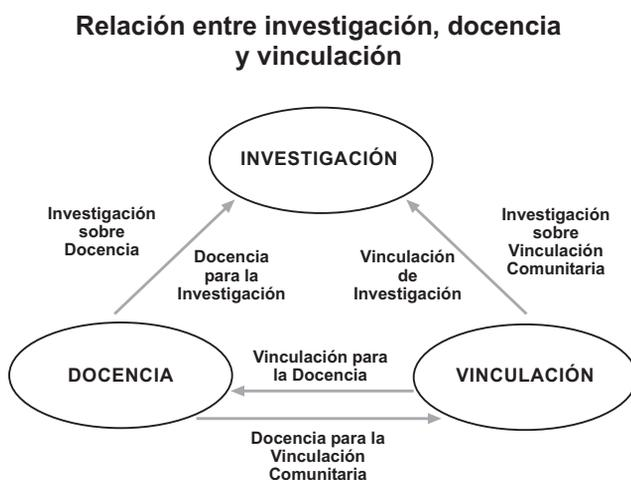 Relación entre investigación, docencia
y vinculación
INVESTIGACIÓN
Investigación
sobre
Docencia
Docencia
para la
Investigación
Vinculación
de
Investigación
Investigación
sobre
Vinculación
Comunitaria
DOCENCIA
Vinculación para
la Docencia
VINCULACIÓN
Docencia para la
Vinculación
Comunitaria